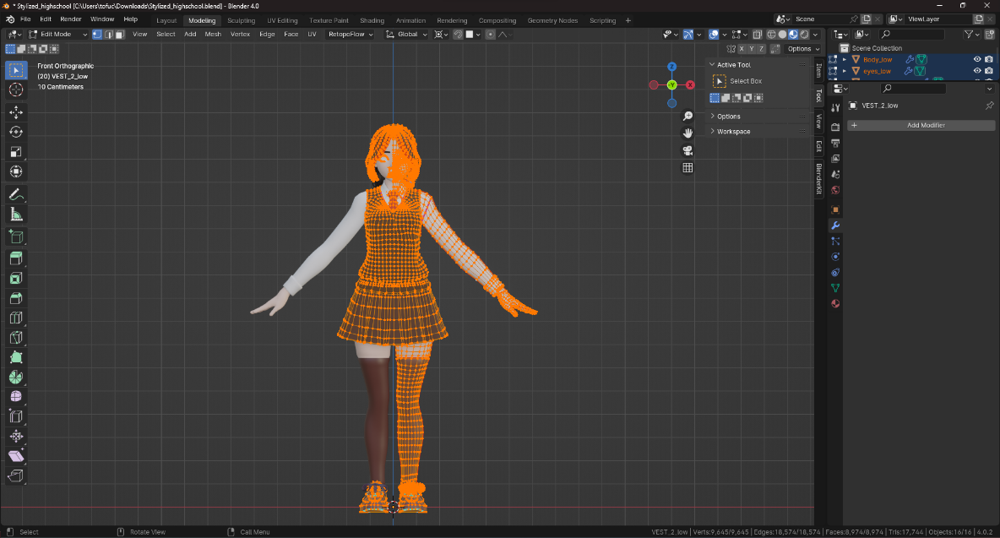 * Stylized_highschool [C:\Users\tofuc\Downloads\Stylized_highschool.blend] - Blender 4.0
File Edit Render Window Help Layout Modeling Sculpting UV Editing Texture Paint Shading Animation Rendering Compositing Geometry Nodes Scripting + Scene ViewLayer
Edit Mode View Select Add Mesh Vertex Edges Face UV RetopoFlow Global
X Y Z Options
Front Orthographic
(20) VEST_2_low
10 Centimeters
Z
X
-Y
Active Tool
Select Box
Options
Workspace
Item
Tool
View
Edit
BlenderKit
Scene Collection
Body_low
eyes_low
VEST_2_low
Add Modifier
Select Rotate View Call Menu VEST_2_low | Verts:9,645/9,645 | Edges:18,574/18,574 | Faces:8,974/8,974 | Tris:17,744 | Objects:16/16 | 4.0.2